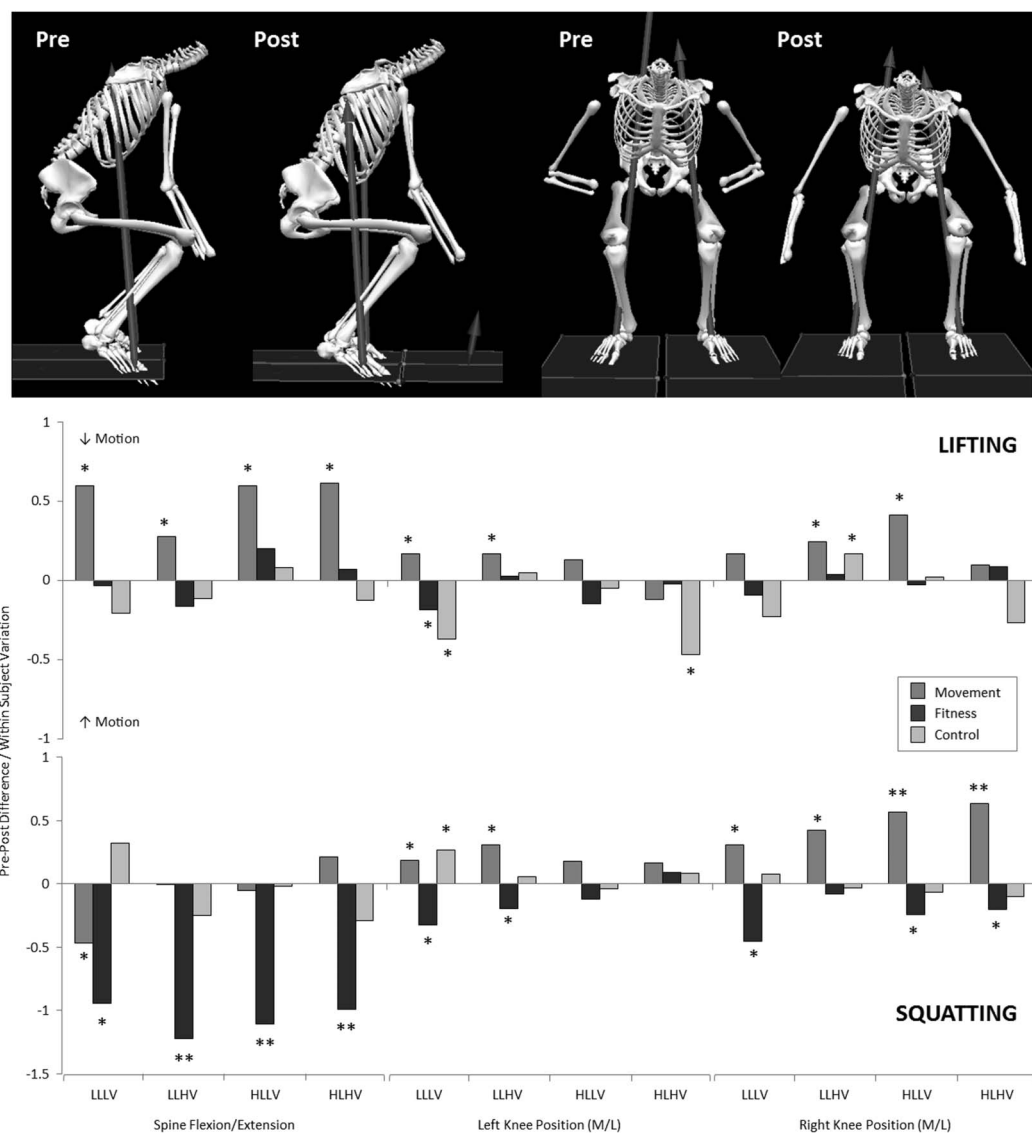 Pre Post Pre Post
1
↓ Motion
LIFTING
* * * *
0.5
* * * * *
0
* * *
-0.5
↑ Motion
-1
Movement
Fitness
Control
Pre-Post Difference / Within Subject Variation
1
0.5
** **
* * * * *
0
* * * * * *
-0.5
-1
* ** ** **
SQUATTING
-1.5
LLLV LLHV HLLV HLHV LLLV LLHV HLLV HLHV LLLV LLHV HLLV HLHV
Spine Flexion/Extension Left Knee Position (M/L) Right Knee Position (M/L)